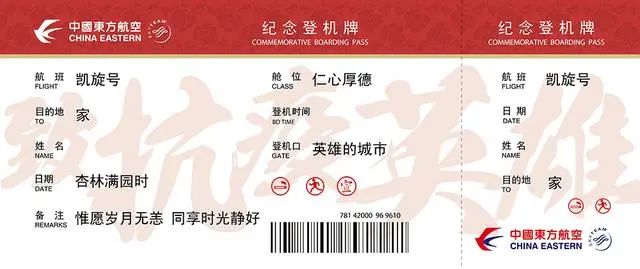 中國東方航空
CHINA EASTERN
纪念登机牌
COMMEMORATIVE BOARDING PASS
纪念登机牌
COMMEMORATIVE BOARDING PASS
致抗疫英雄
航班 凯旋号
FLIGHT
舱位 仁心厚德
CLASS
航班 凯旋号
FLIGHT
目的地 家
TO
登机时间
BD TIME
日期
DATE
姓名
NAME
登机口 英雄的城市
GATE
姓名
NAME
日期 杏林满园时
DATE
目的地 家
TO
备注 惟愿岁月无恙 同享时光静好
REMARKS
781 42000 96 9610
中國東方航空
CHINA EASTERN